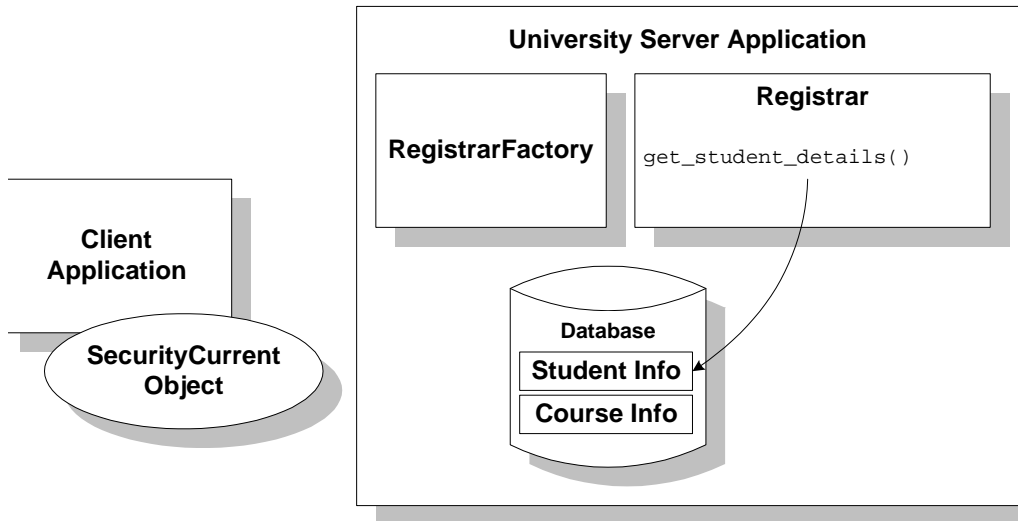 University Server Application
RegistrarFactory
Registrar
get_student_details()
Client
Application
SecurityCurrent
Object
Database
Student Info
Course Info